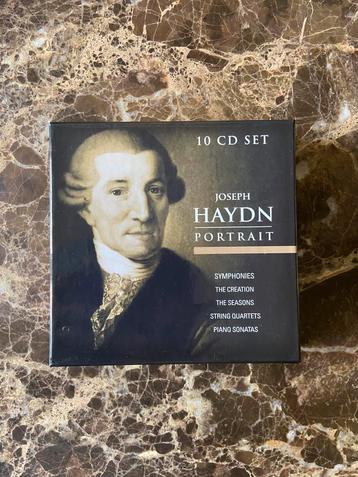 10 CD SET
JOSEPH
HAYDN
PORTRAIT
SYMPHONIES
THE CREATION
THE SEASONS
STRING QUARTETS
PIANO SONATAS